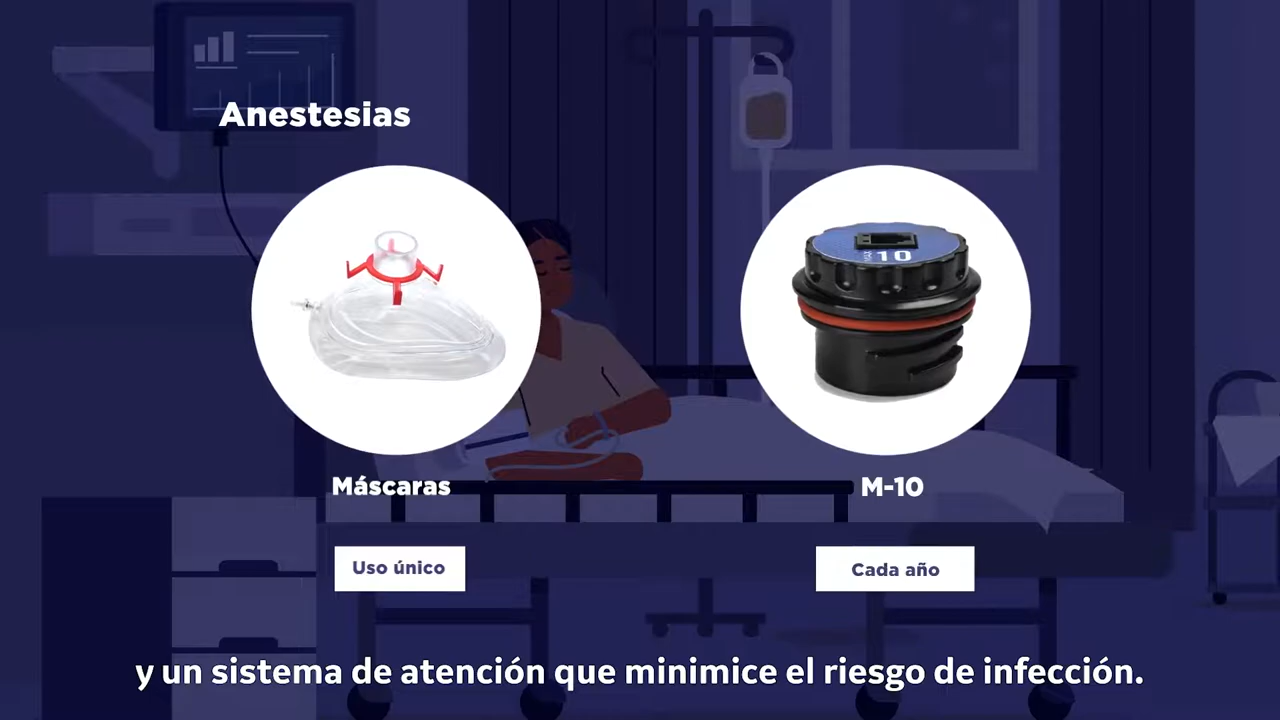 Anestesias
10
Máscaras
M-10
Uso único
Cada año
y un sistema de atención que minimice el riesgo de infección.